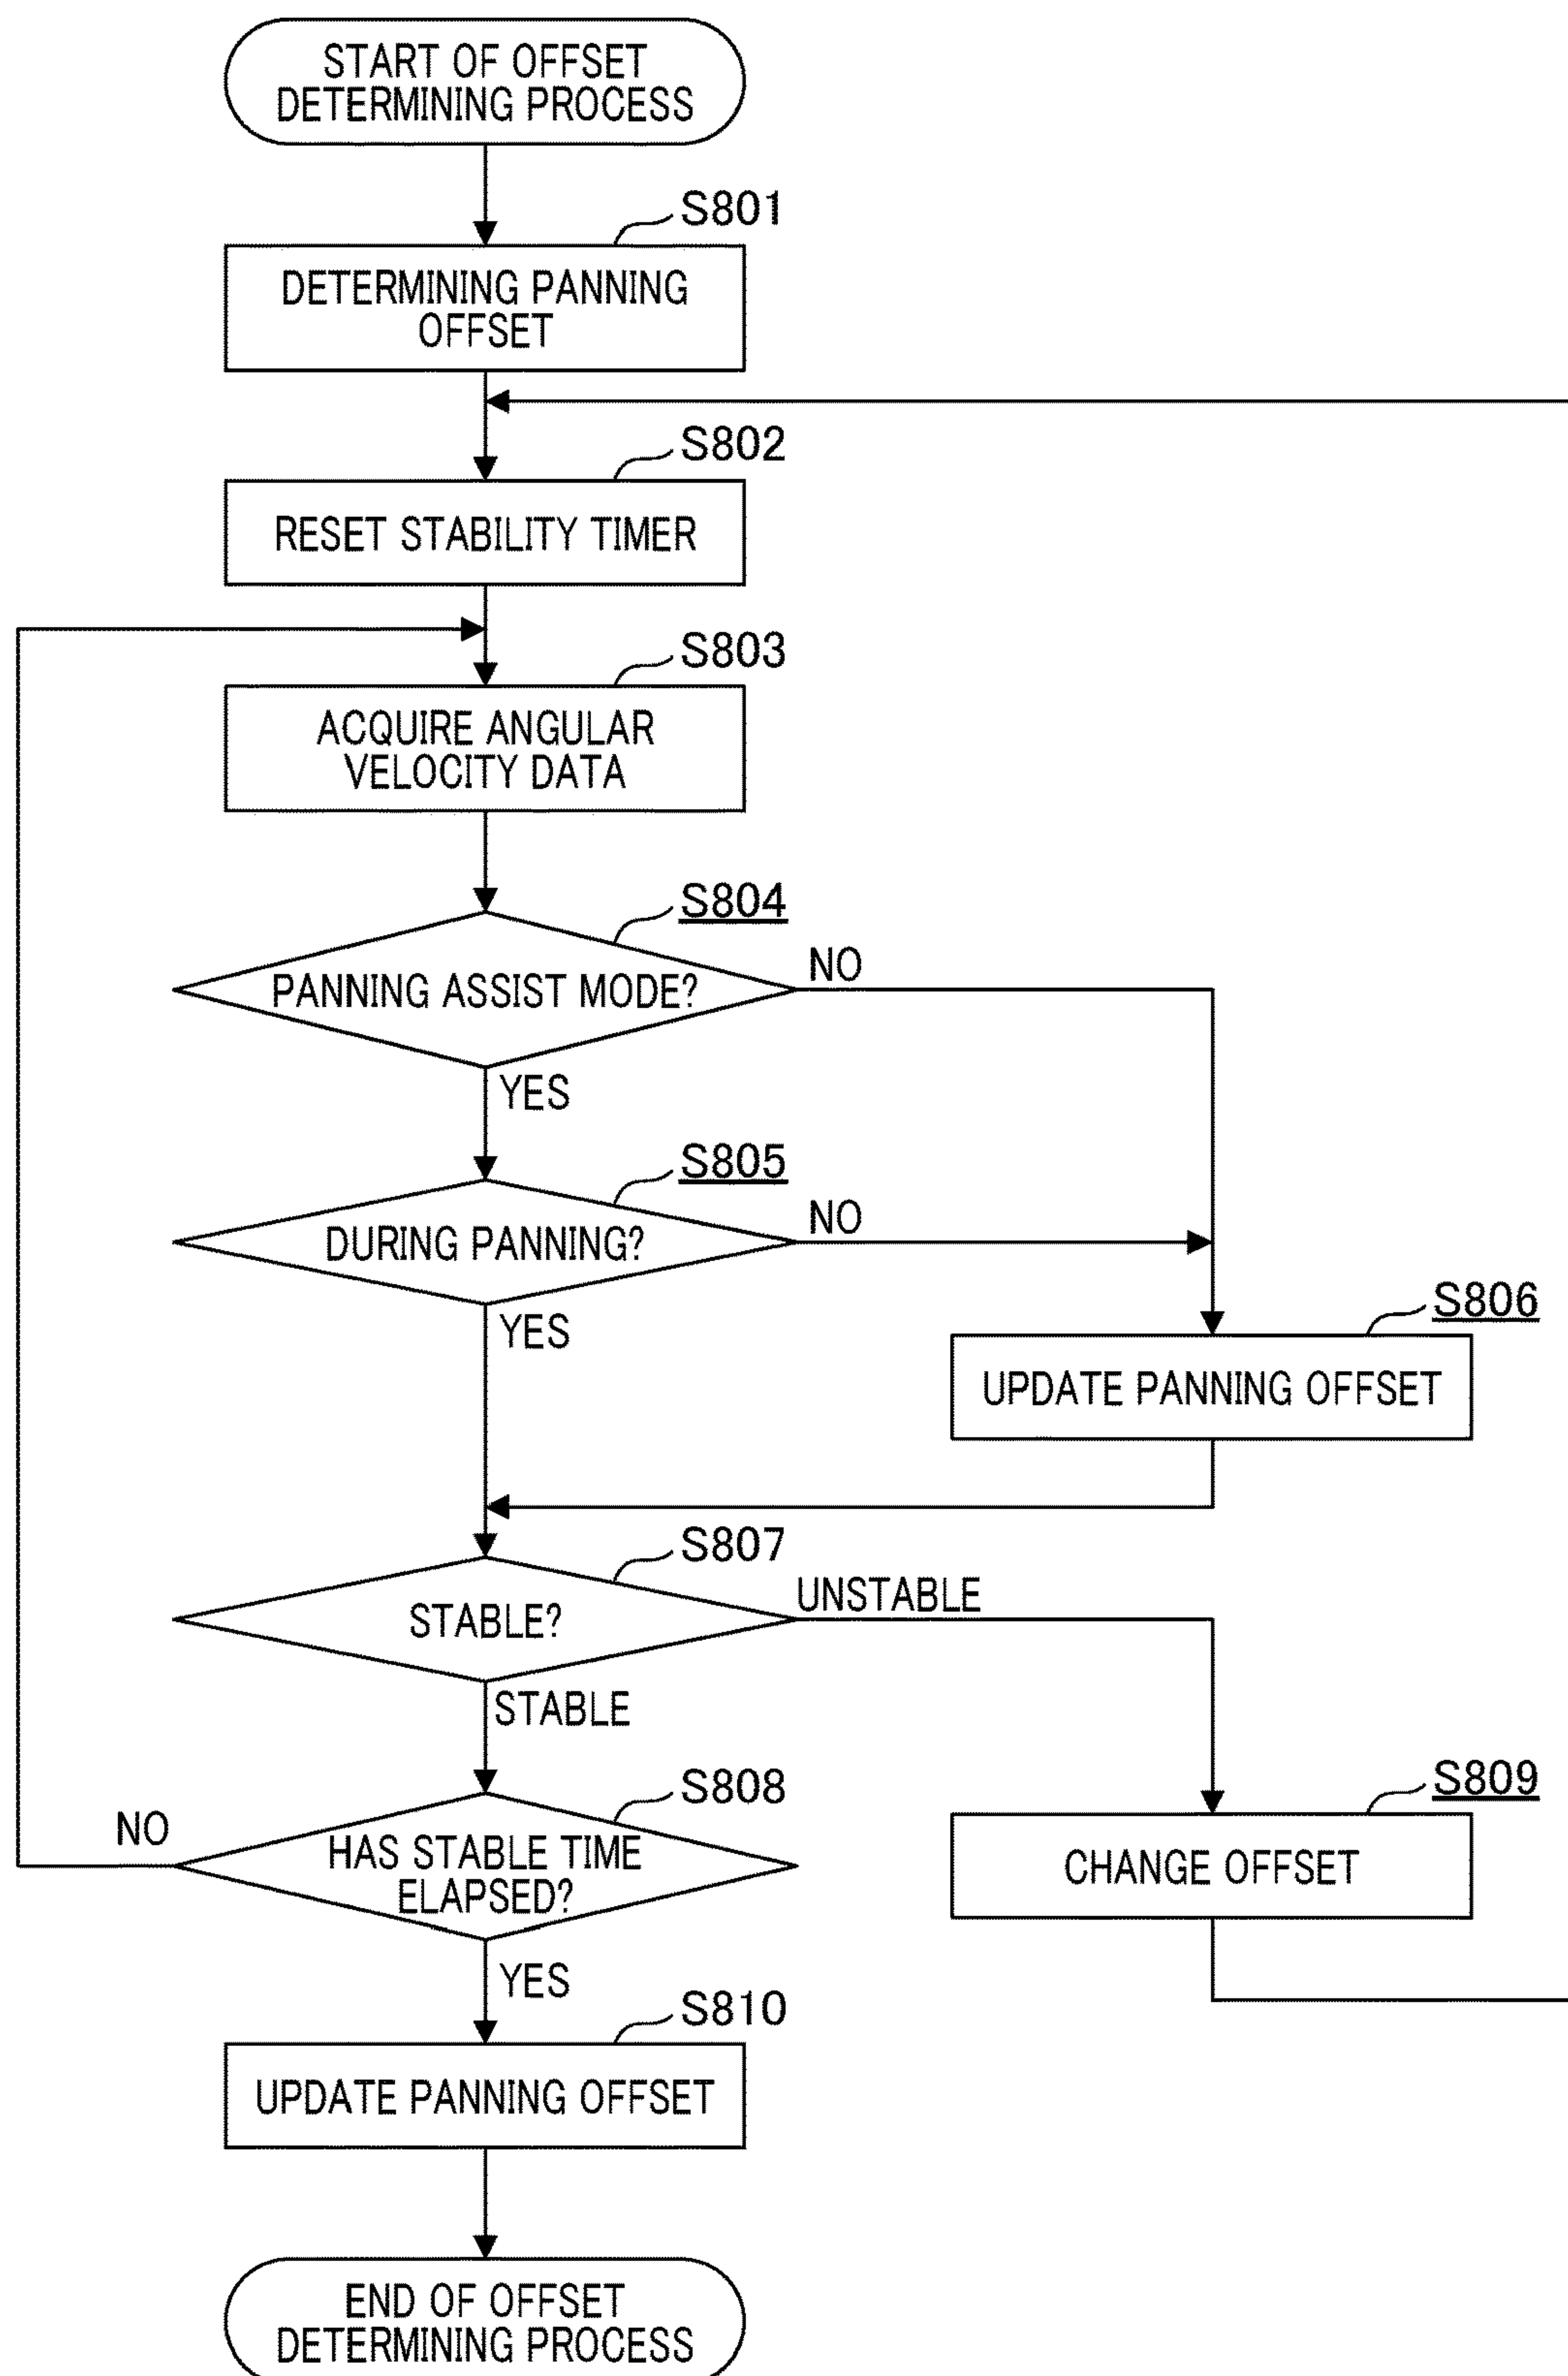 START OF OFFSET
DETERMINING PROCESS
S801
DETERMINING PANNING
OFFSET
S802
RESET STABILITY TIMER
S803
ACQUIRE ANGULAR
VELOCITY DATA
S804
PANNING ASSIST MODE?
NO
YES
S805
DURING PANNING?
NO
YES
S806
UPDATE PANNING OFFSET
S807
STABLE?
UNSTABLE
STABLE
S808
HAS STABLE TIME
ELAPSED?
NO
YES
S809
CHANGE OFFSET
S810
UPDATE PANNING OFFSET
END OF OFFSET
DETERMINING PROCESS